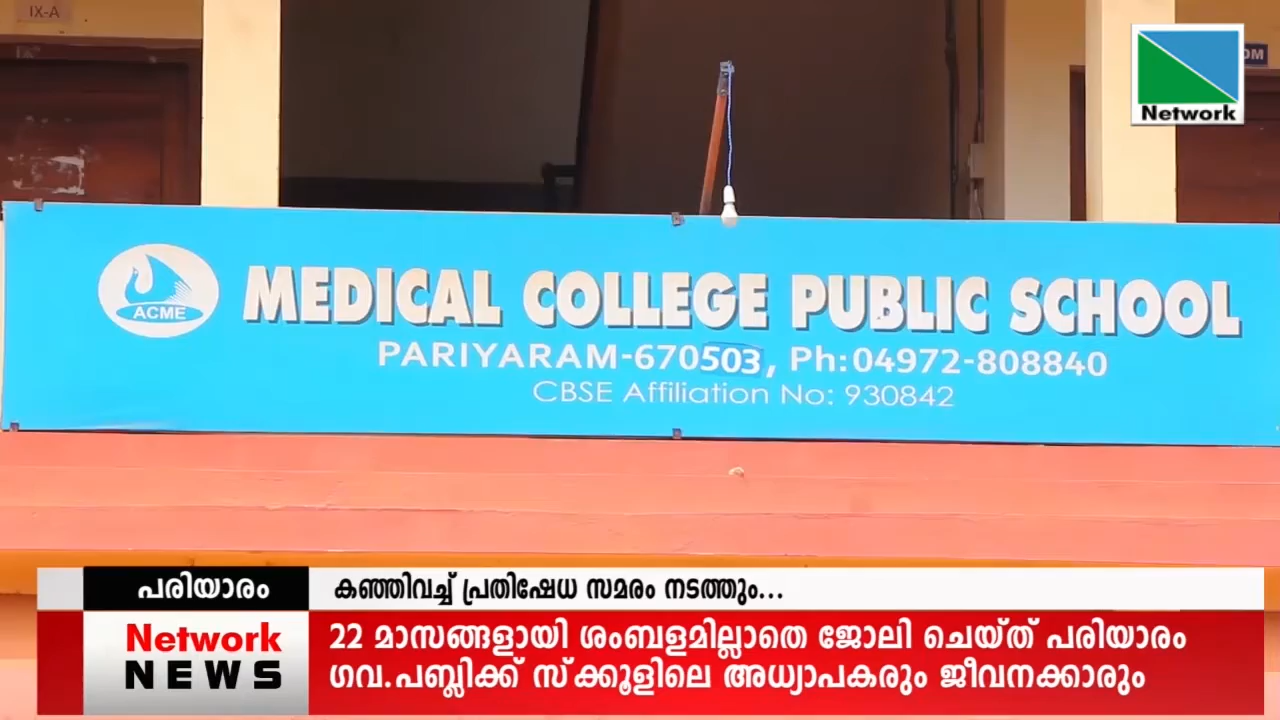 IX-A
Network
ACME
MEDICAL COLLEGE PUBLIC SCHOOL
PARIYARAM-670503, Ph:04972-808840
CBSE Affiliation No: 930842
പരിയാരം
കഞ്ഞിവച്ച് പ്രതിഷേധ സമരം നടത്തും...
Network
NEWS
22 മാസങ്ങളായി ശംബളമില്ലാതെ ജോലി ചെയ്ത് പരിയാരം
ഗവ.പബ്ലിക്ക് സ്ക്കൂളിലെ അധ്യാപകരും ജീവനക്കാരും